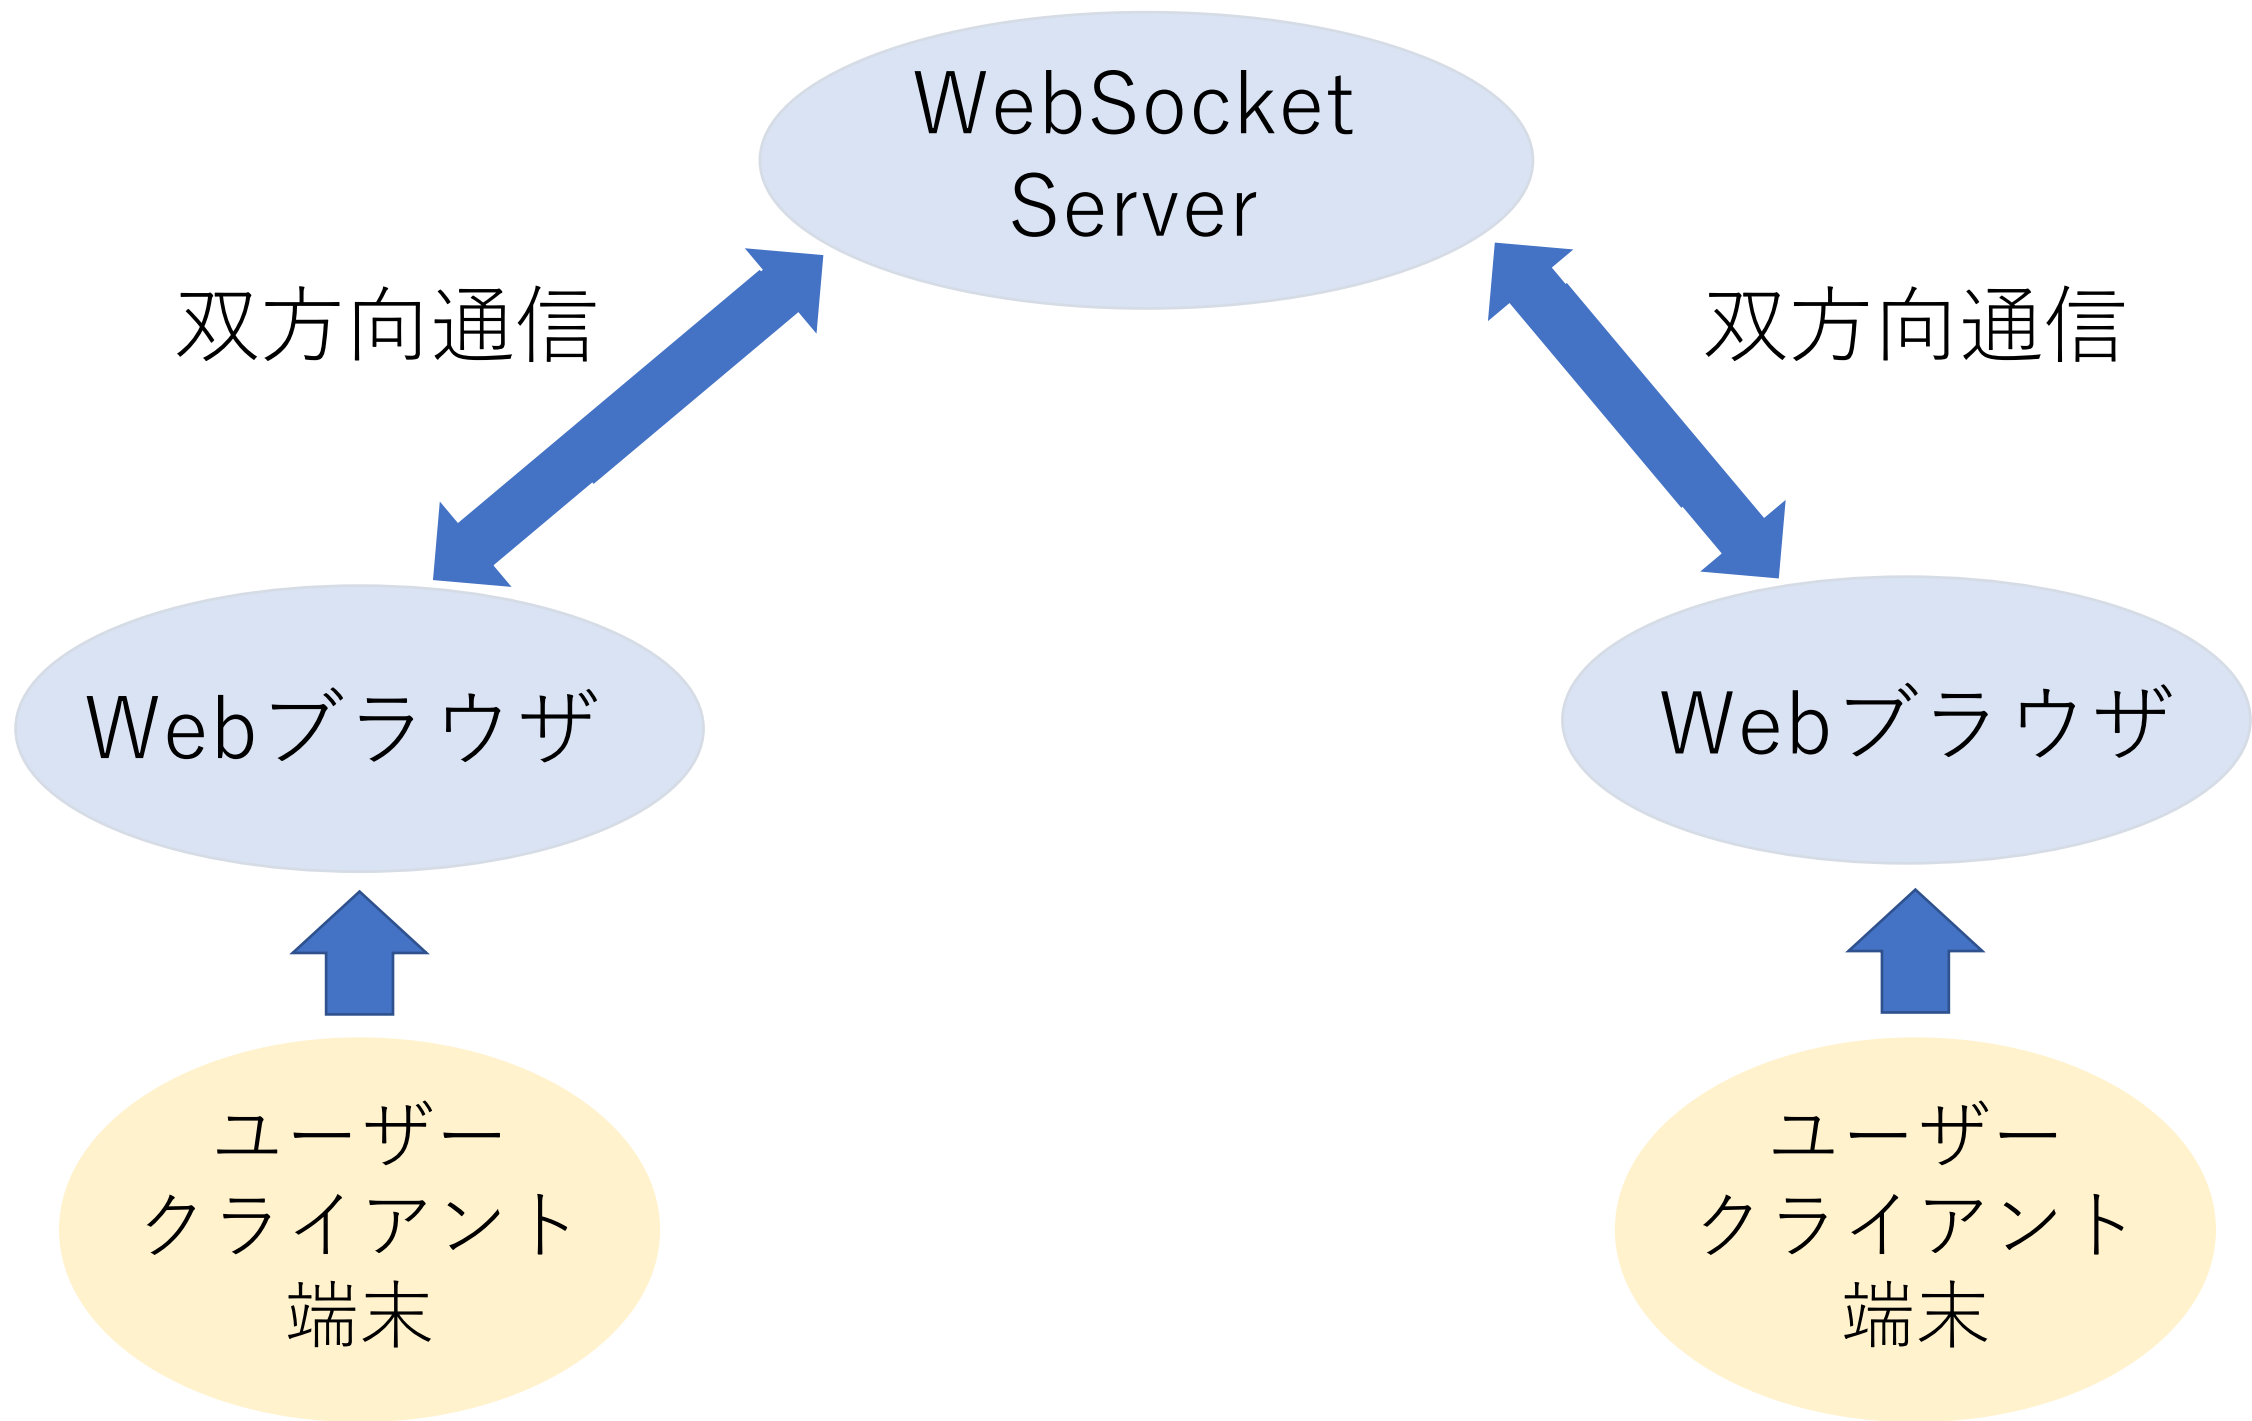 WebSocket
Server
双方向通信
双方向通信
Webブラウザ
Webブラウザ
ユーザー
クライアント
端末
ユーザー
クライアント
端末